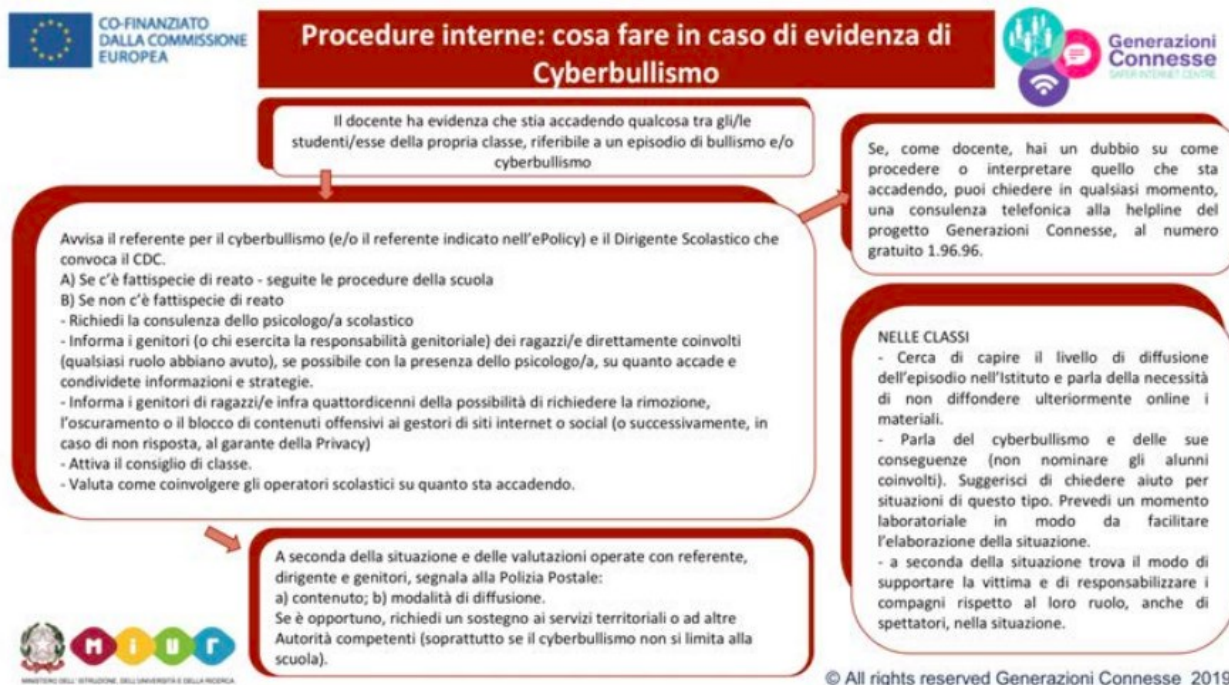 CO-FINANZIATO
DALLA COMMISSIONE
EUROPEA
Procedure interne: cosa fare in caso di evidenza di
Cyberbullismo
Generazioni
Connesse
SAFER INTERNET CENTRE
Il docente ha evidenza che stia accadendo qualcosa tra gli/le
studenti/esse della propria classe, riferibile a un episodio di bullismo e/o
cyberbullismo
Avvisa il referente per il cyberbullismo (e/o il referente indicato nell'ePolicy) e il Dirigente Scolastico che
convoca il CDC.
A) Se c'è fattispecie di reato - seguite le procedure della scuola
B) Se non c'è fattispecie di reato
- Richiedi la consulenza dello psicologo/a scolastico
- Informa i genitori (o chi esercita la responsabilità genitoriale) dei ragazzi/e direttamente coinvolti
(qualsiasi ruolo abbiano avuto), se possibile con la presenza dello psicologo/a, su quanto accade e
condividete informazioni e strategie.
- Informa i genitori di ragazzi/e infra quattordicenni della possibilità di richiedere la rimozione,
l'oscuramento o il blocco di contenuti offensivi ai gestori di siti internet o social (o successivamente, in
caso di non risposta, al garante della Privacy)
- Attiva il consiglio di classe.
- Valuta come coinvolgere gli operatori scolastici su quanto sta accadendo.
Se, come docente, hai un dubbio su come
procedere o interpretare quello che sta
accadendo, puoi chiedere in qualsiasi momento,
una consulenza telefonica alla helpline del
progetto Generazioni Connesse, al numero
gratuito 1.96.96.
NELLE CLASSI
- Cerca di capire il livello di diffusione
dell'episodio nell'Istituto e parla della necessità
di non diffondere ulteriormente online i
materiali.
- Parla del cyberbullismo e delle sue
conseguenze (non nominare gli alunni
coinvolti). Suggerisci di chiedere aiuto per
situazioni di questo tipo. Prevedi un momento
laboratoriale in modo da facilitare
l'elaborazione della situazione.
- a seconda della situazione trova il modo di
supportare la vittima e di responsabilizzare i
compagni rispetto al loro ruolo, anche di
spettatori, nella situazione.
A seconda della situazione e delle valutazioni operate con referente,
dirigente e genitori, segnala alla Polizia Postale:
a) contenuto; b) modalità di diffusione.
Se è opportuno, richiedi un sostegno ai servizi territoriali o ad altre
Autorità competenti (soprattutto se il cyberbullismo non si limita alla
scuola).
MIUR
MINISTERO DELL'ISTRUZIONE, DELL'UNIVERSITÀ E DELLA RICERCA
© All rights reserved Generazioni Connesse 2019